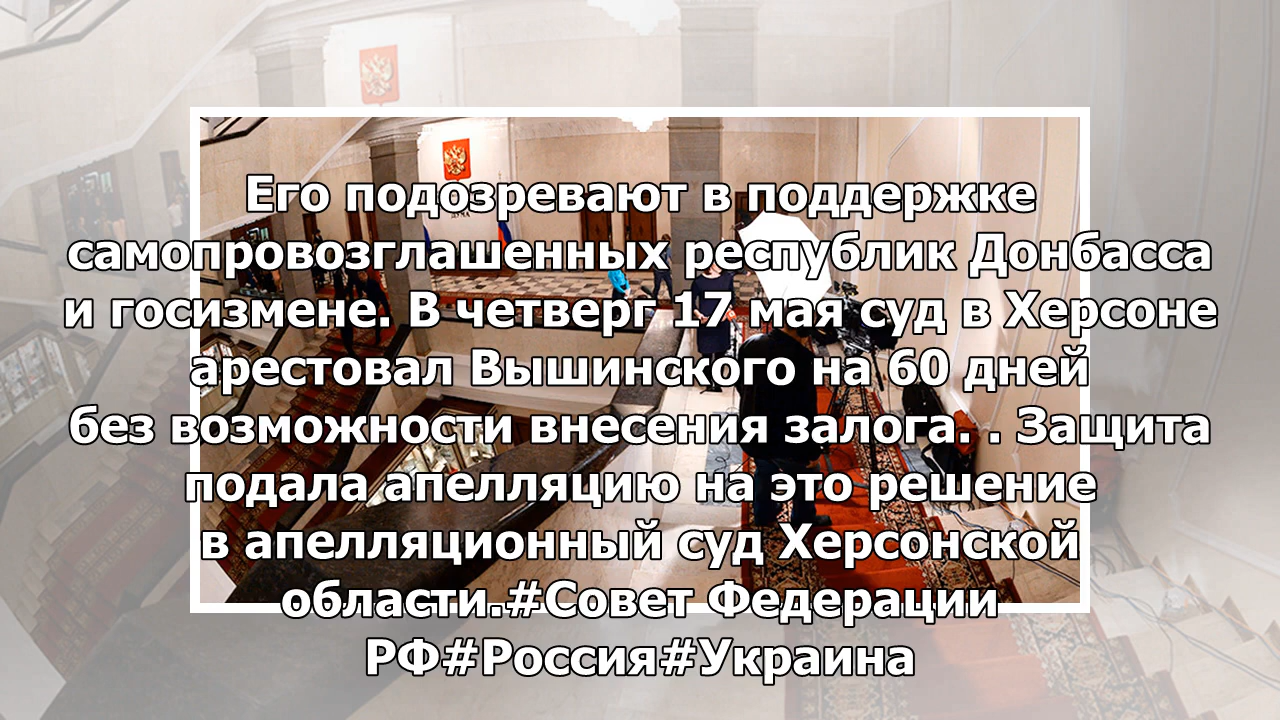 Его подозревают в поддержке
самопровозглашенных республик Донбасса
и госизмене. В четверг 17 мая суд в Херсоне
арестовал Вышинского на 60 дней
без возможности внесения залога. . Защита
подала апелляцию на это решение
в апелляционный суд Херсонской
области.#Совет Федерации
РФ#Россия#Украина